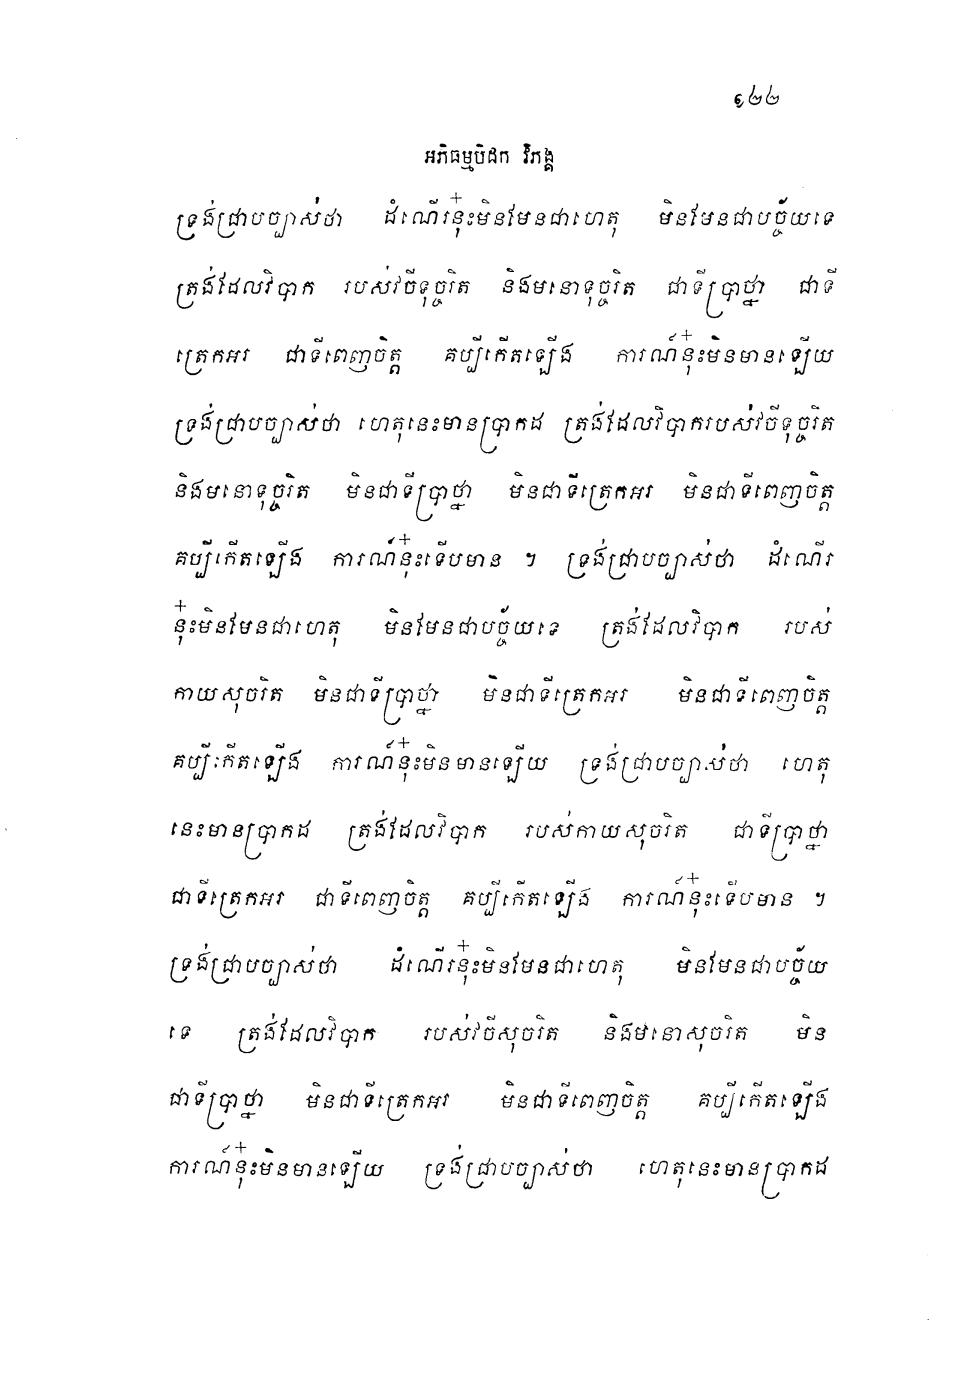 ១២២
អភិធម្មបិដក វិភង្គ
ទ្រង់ជ្រាបច្បាស់ថា ដំណើរនុ៎ះមិនមែនជាហេតុ មិនមែនជាបច្ច័យទេ
ត្រង់ដែលវិបាក របស់វចីទុច្ចរិត និងមនោទុច្ចរិត ជាទីប្រាថ្នា ជាទី
ត្រេកអរ ជាទីពេញចិត្ត គប្បីកើតឡើង ការណ៍នុ៎ះមិនមានឡើយ
ទ្រង់ជ្រាបច្បាស់ថា ហេតុនេះមានប្រាកដ ត្រង់ដែលវិបាករបស់វចីទុច្ចរិត
និងមនោទុច្ចរិត មិនជាទីប្រាថ្នា មិនជាទីត្រេកអរ មិនជាទីពេញចិត្ត
គប្បីកើតឡើង ការណ៍នុ៎ះទើបមាន ។ ទ្រង់ជ្រាបច្បាស់ថា ដំណើរ
នុ៎ះមិនមែនជាហេតុ មិនមែនជាបច្ច័យទេ ត្រង់ដែលវិបាក របស់
កាយសុចរិត មិនជាទីប្រាថ្នា មិនជាទីត្រេកអរ មិនជាទីពេញចិត្ត
គប្បីកើតឡើង ការណ៍នុ៎ះមិនមានឡើយ ទ្រង់ជ្រាបច្បាស់ថា ហេតុ
នេះមានប្រាកដ ត្រង់ដែលវិបាក របស់កាយសុចរិត ជាទីប្រាថ្នា
ជាទីត្រេកអរ ជាទីពេញចិត្ត គប្បីកើតឡើង ការណ៍នុ៎ះទើបមាន ។
ទ្រង់ជ្រាបច្បាស់ថា ដំណើរនុ៎ះមិនមែនជាហេតុ មិនមែនជាបច្ច័យ
ទេ ត្រង់ដែលវិបាក របស់វចីសុចរិត និងមនោសុចរិត មិន
ជាទីប្រាថ្នា មិនជាទីត្រេកអរ មិនជាទីពេញចិត្ត គប្បីកើតឡើង
ការណ៍នុ៎ះមិនមានឡើយ ទ្រង់ជ្រាបច្បាស់ថា ហេតុនេះមានប្រាកដ